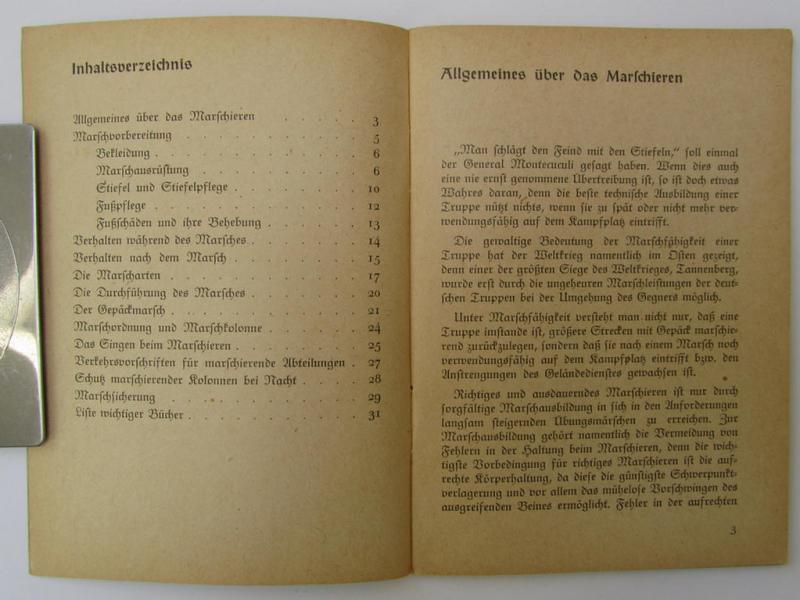 Inhaltsverzeichnis
Allgemeines über das Marschieren . . . . . 3
Marschvorbereitung . . . . . . . . . 5
Bekleidung . . . . . . . . . . 6
Marschausrüstung . . . . . . . . 6
Stiefel und Stiefelpflege . . . . . . 10
Fußpflege . . . . . . . . . . 12
Fußschäden und ihre Behebung . . . . . 13
Verhalten während des Marsches . . . . . . 14
Verhalten nach dem Marsch . . . . . . . 15
Die Marscharten . . . . . . . . . 17
Die Durchführung des Marsches . . . . . . 20
Der Gepäckmarsch . . . . . . . . . 21
Marschordnung und Marschkolonne . . . . . 24
Das Singen beim Marschieren . . . . . . 25
Verkehrsvorschriften für marschierende Abteilungen . 27
Schutz marschierender Kolonnen bei Nacht . . . . 28
Marschsicherung . . . . . . . . . 29
Liste wichtiger Bücher . . . . . . . . 31
Allgemeines über das Marschieren
„Man schlägt den Feind mit den Stiefeln,“ soll einmal
der General Montecuculi gesagt haben. Wenn dies auch
eine nie ernst genommene Übertreibung ist, so ist doch etwas
Wahres daran, denn die beste technische Ausbildung einer
Truppe nützt nichts, wenn sie zu spät oder nicht mehr ver-
wendungsfähig auf dem Kampfplatz eintrifft.
Die gewaltige Bedeutung der Marschfähigkeit einer
Truppe hat der Weltkrieg namentlich im Osten gezeigt,
denn einer der größten Siege des Weltkrieges, Tannenberg,
wurde erst durch die ungeheuren Marschleistungen der deut-
schen Truppen bei der Umgehung des Gegners möglich.
Unter Marschfähigkeit versteht man nicht nur, daß eine
Truppe imstande ist, größere Strecken mit Gepäck marschie-
rend zurückzulegen, sondern daß sie nach einem Marsch noch
verwendungsfähig auf dem Kampfplatz eintrifft bzw. den
Anstrengungen des Geländedienstes gewachsen ist.
Richtiges und ausdauerndes Marschieren ist nur durch
sorgfältige Marschausbildung in sich in den Anforderungen
langsam steigernden Übungsmärschen zu erreichen. Zur
Marschausbildung gehört namentlich die Vermeidung von
Fehlern in der Haltung beim Marschieren, denn die wich-
tigste Vorbedingung für richtiges Marschieren ist die auf-
rechte Körperhaltung, da diese die günstigste Schwerpunkt-
verlagerung und vor allem das mühelose Vorschwingen des
ausgreifenden Beines ermöglicht. Fehler in der aufrechten
3